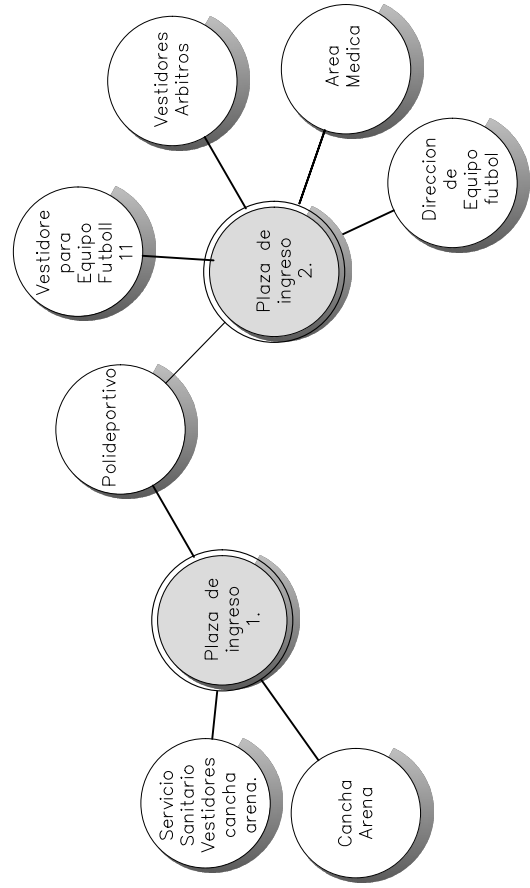 Servicio
Sanitario
Vestidores
cancha
arena.
Cancha
Arena
Plaza de
ingreso
1.
Polideportivo
Vestidore
para
Equipo
Futboll
11
Plaza de
ingreso
2.
Vestidores
Arbitros
Area
Medica
Direccion
de
Equipo
futbol